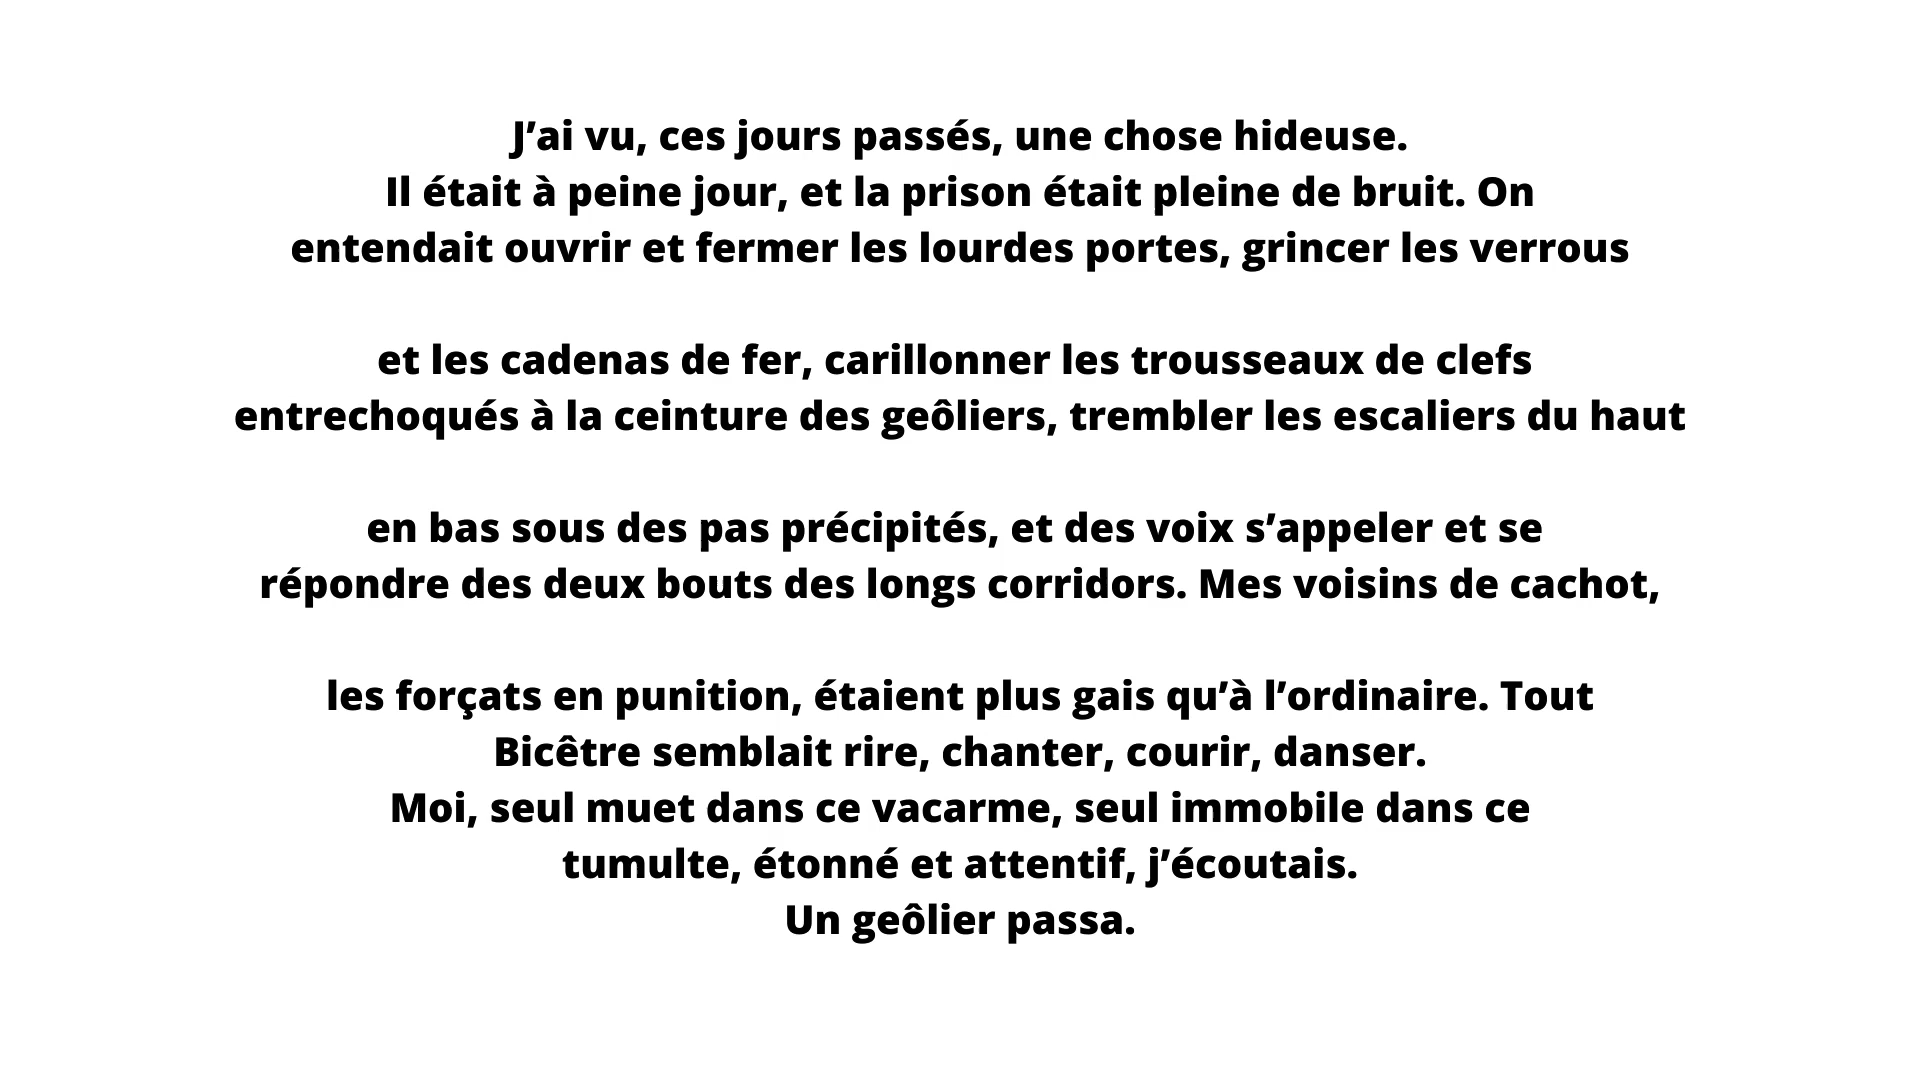 J’ai vu, ces jours passés, une chose hideuse.
Il était à peine jour, et la prison était pleine de bruit. On
entendait ouvrir et fermer les lourdes portes, grincer les verrous
et les cadenas de fer, carillonner les trousseaux de clefs
entrechoqués à la ceinture des geôliers, trembler les escaliers du haut
en bas sous des pas précipités, et des voix s’appeler et se
répondre des deux bouts des longs corridors. Mes voisins de cachot,
les forçats en punition, étaient plus gais qu’à l’ordinaire. Tout
Bicêtre semblait rire, chanter, courir, danser.
Moi, seul muet dans ce vacarme, seul immobile dans ce
tumulte, étonné et attentif, j’écoutais.
Un geôlier passa.